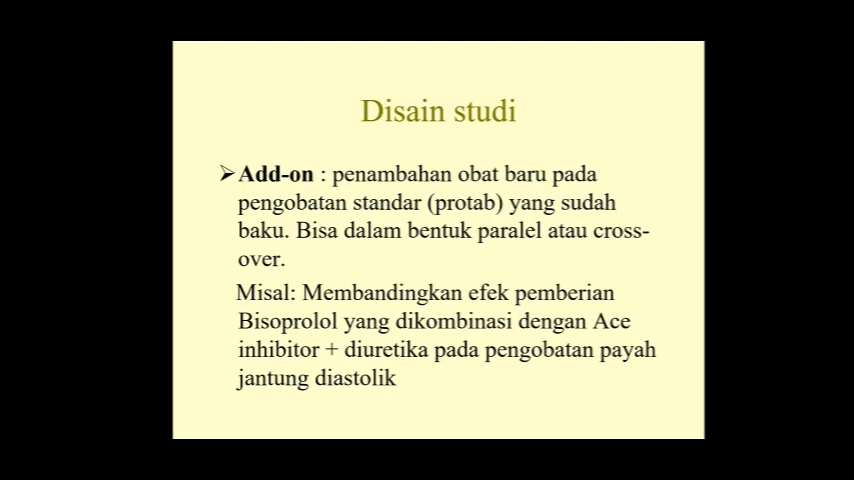 Disain studi
➢Add-on : penambahan obat baru pada
pengobatan standar (protab) yang sudah
baku. Bisa dalam bentuk paralel atau cross-
over.
Misal: Membandingkan efek pemberian
Bisoprolol yang dikombinasi dengan Ace
inhibitor + diuretika pada pengobatan payah
jantung diastolik